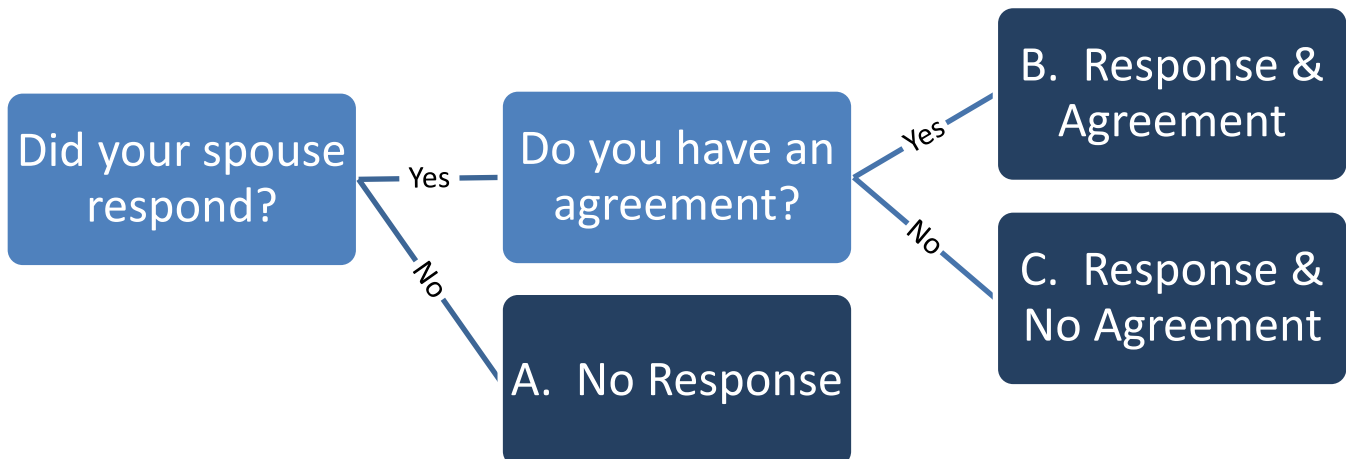 Did your spouse
respond?
Yes
No
Do you have an
agreement?
A.  No Response
Yes
No
B.  Response &
Agreement
C.  Response &
No Agreement